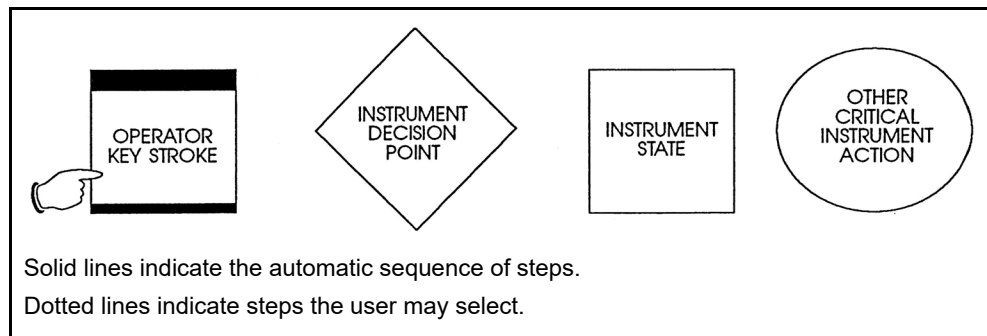 OPERATOR
KEY STROKE
INSTRUMENT
DECISION
POINT
INSTRUMENT
STATE
OTHER
CRITICAL
INSTRUMENT
ACTION
Solid lines indicate the automatic sequence of steps.
Dotted lines indicate steps the user may select.